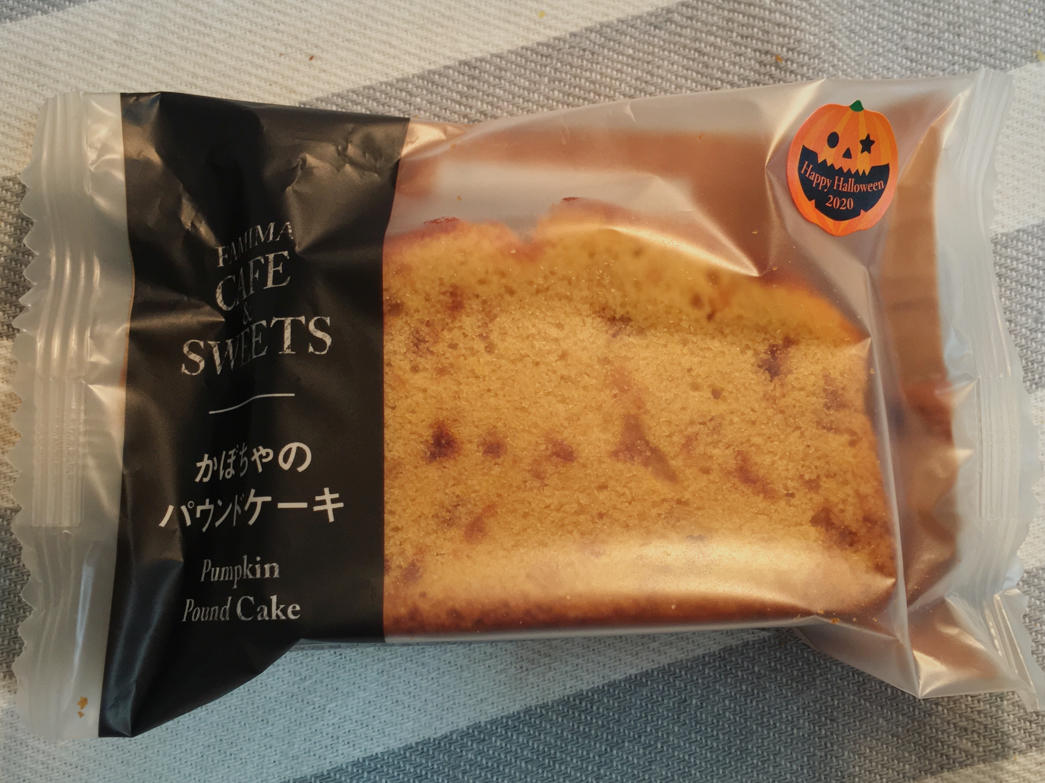 FAMIMA
CAFE
&
SWEETS
かぼちゃの
パウンドケーキ
Pumpkin
Pound Cake
Happy Halloween
2020